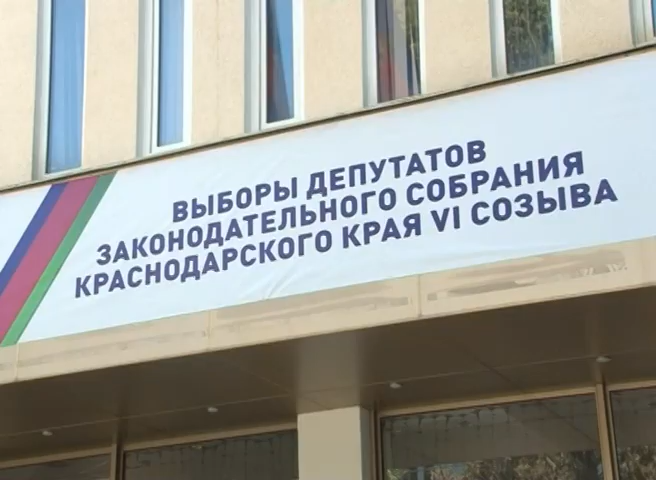 ВЫБОРЫ ДЕПУТАТОВ
ЗАКОНОДАТЕЛЬНОГО СОБРАНИЯ
КРАСНОДАРСКОГО КРАЯ VI СОЗЫВА